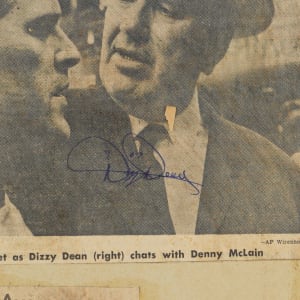 Dizzy Dean
—AP Wirepho
et as Dizzy Dean (right) chats with Denny McLain